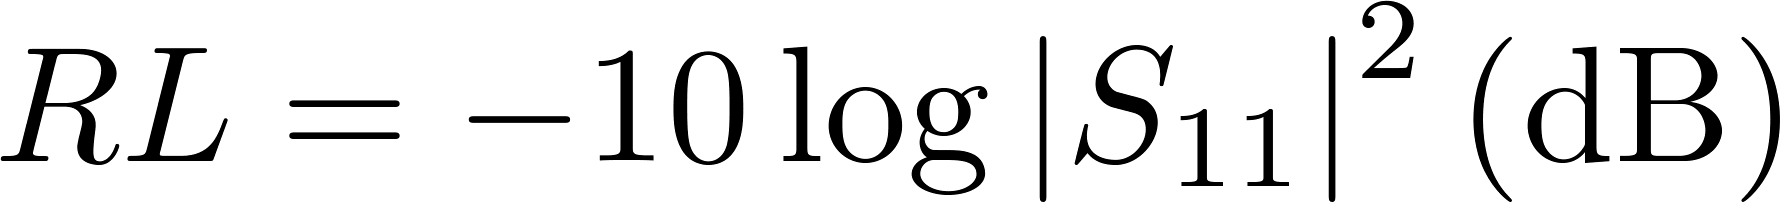 RL = −10 log |S₁₁|² (dB)